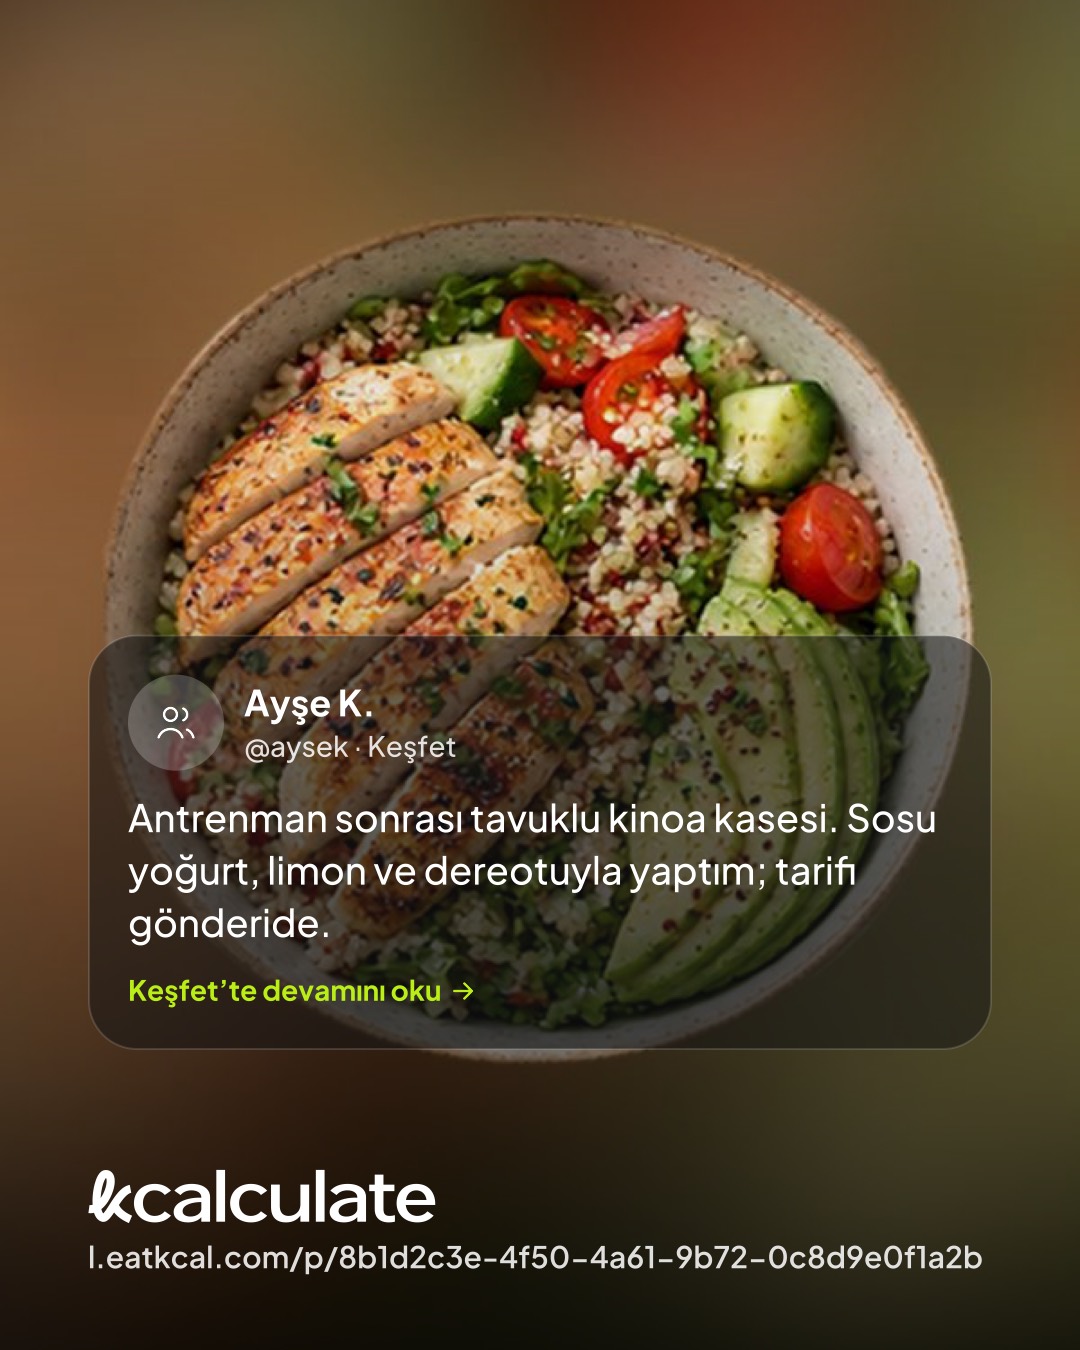 Ayşe K.
@aysek · Keşfet
Antrenman sonrası tavuklu kinoa kasesi. Sosu
yoğurt, limon ve dereotuyla yaptım; tarifi
gönderide.
Keşfet’te devamını oku →
kcalculate
l.eatkcal.com/p/8b1d2c3e-4f50-4a61-9b72-0c8d9e0f1a2b